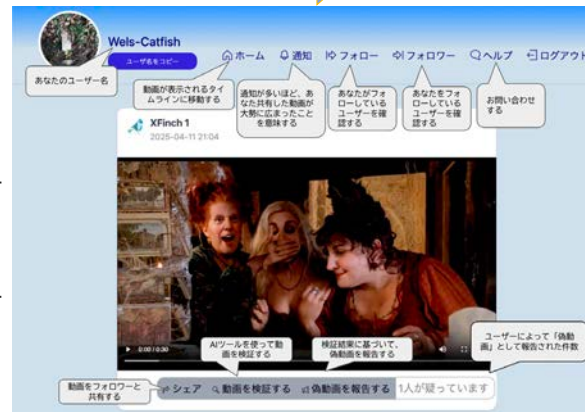 Wels-Catfish
ユーザ名をコピー
ホーム
通知
フォロー
フォロワー
ヘルプ
ログアウト
あなたのユーザー名
動画が表示されるタイ
ムラインに移動する
通知が多いほど、あ
なた共有した動画が
大勢に広まったこと
を意味する
あなたがフォ
ローしている
ユーザーを確
認する
あなたをフォ
ローしている
ユーザーを確
認する
お問い合わせ
する
XFinch 1
2025-04-11 21:04
0:00 / 0:30
AIツールを使って動
画を検証する
検証結果に基づいて、
偽動画を報告する
ユーザーによって「偽動
画」として報告された件数
動画をフォロワーと
共有する
シェア
動画を検証する
偽動画を報告する
1人が疑っています